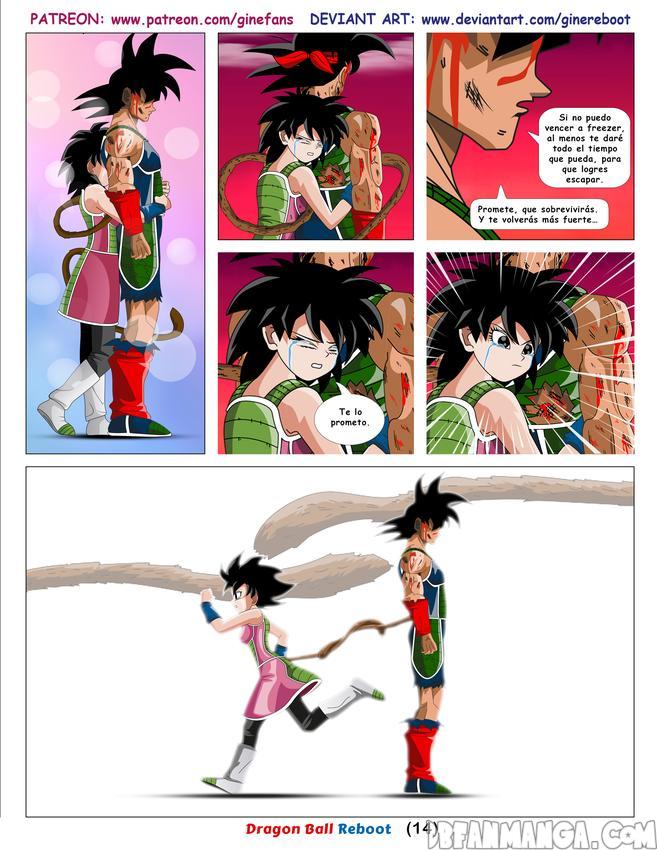 PATREON: www.patreon.com/ginefans DEVIANT ART: www.deviantart.com/ginereboot
Si no puedo
vencer a freezer,
al menos te daré
todo el tiempo
que pueda, para
que logres
escapar.
Promete, que sobrevivirás.
Y te volverás más fuerte...
Te lo
prometo.
Dragon Ball Reboot (14)
DBFANMANGA.COM